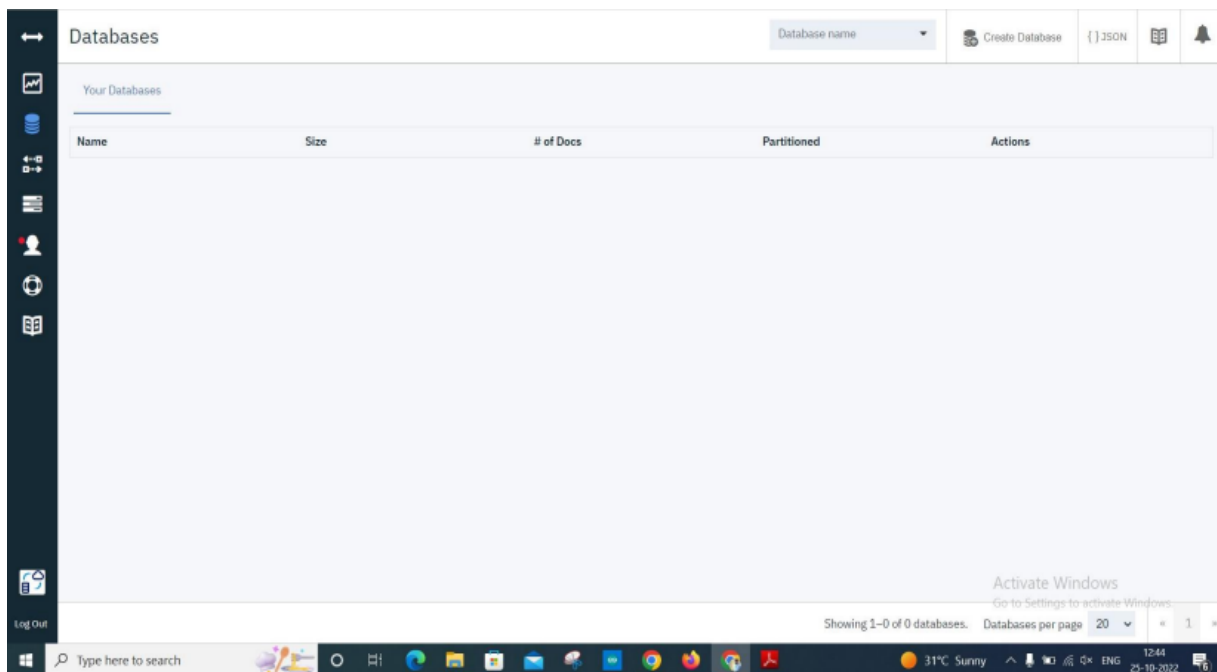 Databases
Database name
Create Database
{ } JSON
Your Databases
Name Size # of Docs Partitioned Actions
Activate Windows
Go to Settings to activate Windows.
Showing 1–0 of 0 databases. Databases per page 20 « 1 »
Log Out
Type here to search
31°C Sunny ENG 12:44
25-10-2022
6